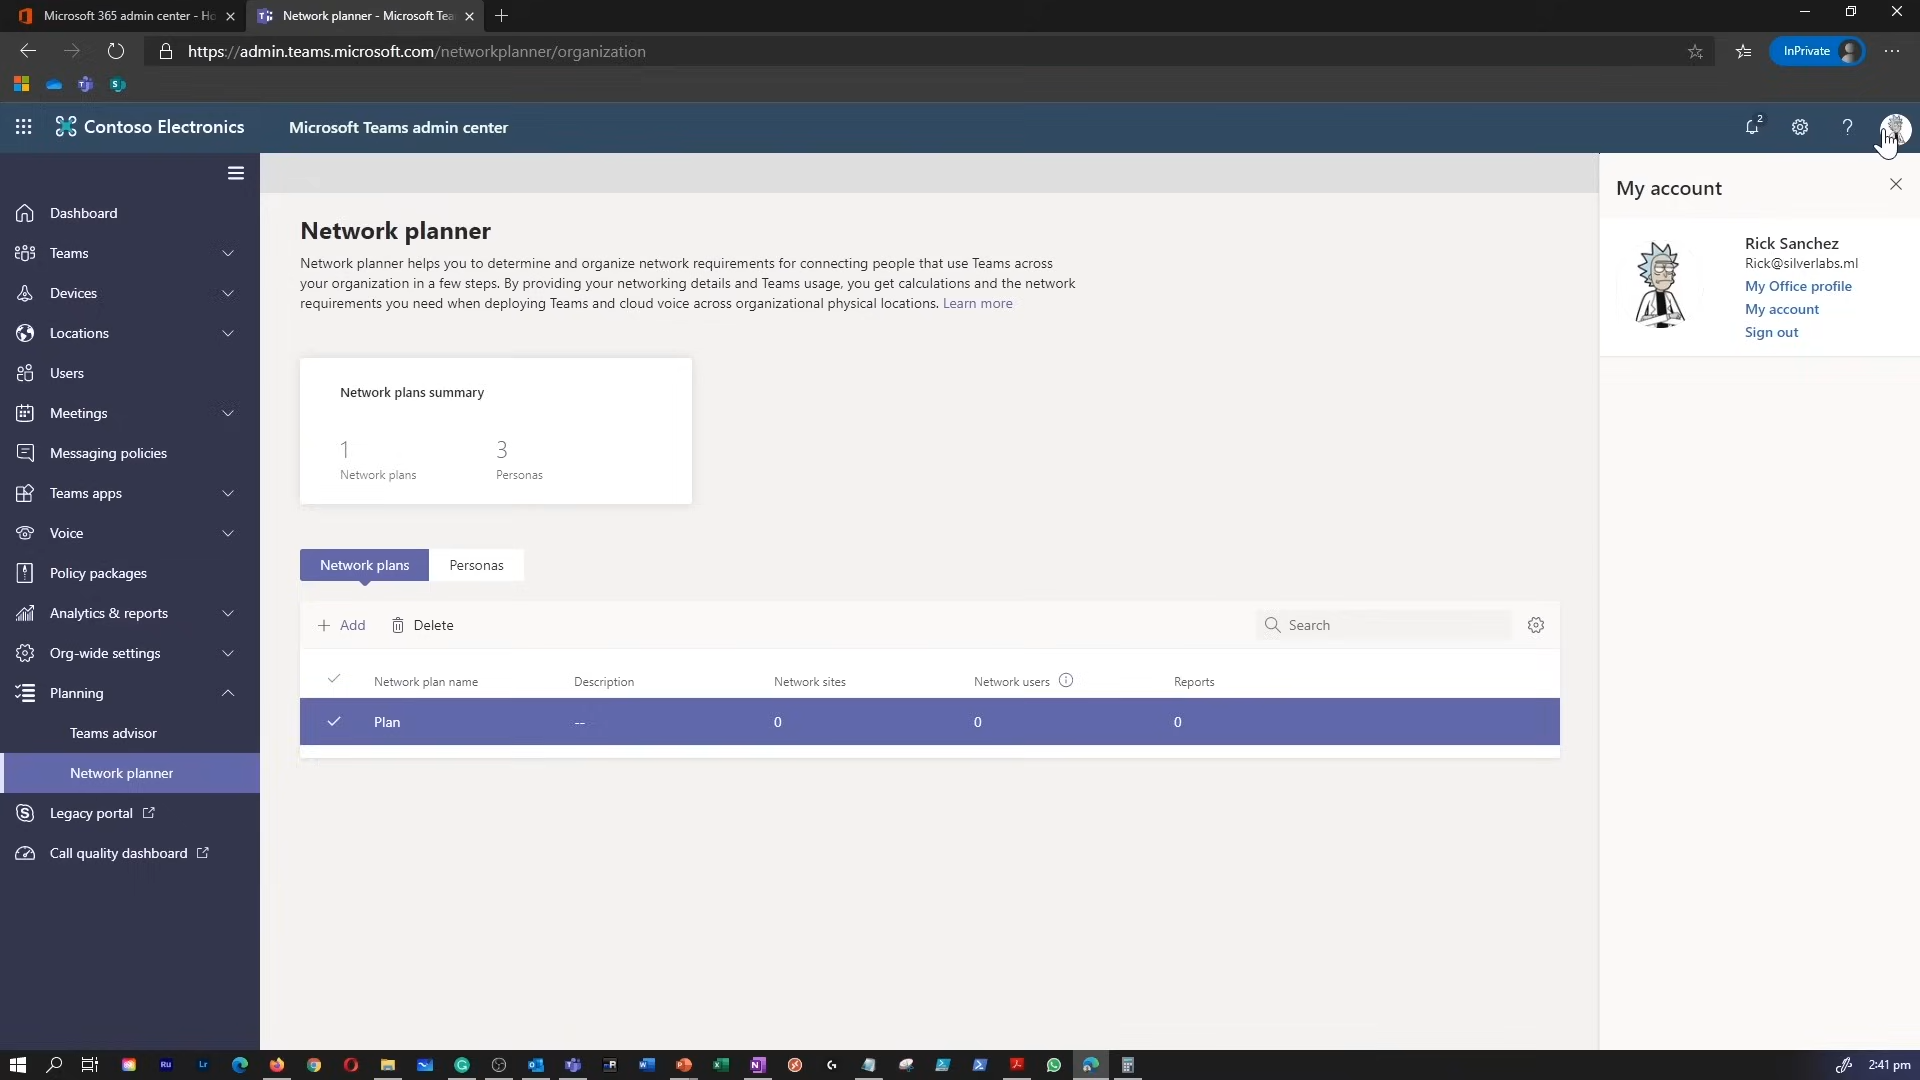 Microsoft 365 admin center - Ho
Network planner - Microsoft Tea
https://admin.teams.microsoft.com/networkplanner/organization
InPrivate
Contoso Electronics
Microsoft Teams admin center
2
My account
Rick Sanchez
Rick@silverlabs.ml
My Office profile
My account
Sign out
Dashboard
Teams
Devices
Locations
Users
Meetings
Messaging policies
Teams apps
Voice
Policy packages
Analytics & reports
Org-wide settings
Planning
Teams advisor
Network planner
Legacy portal
Call quality dashboard
Network planner
Network planner helps you to determine and organize network requirements for connecting people that use Teams across
your organization in a few steps. By providing your networking details and Teams usage, you get calculations and the network
requirements you need when deploying Teams and cloud voice across organizational physical locations. Learn more
Network plans summary
1 3
Network plans Personas
Network plans Personas
Add Delete Search
Network plan name Description Network sites Network users Reports
Plan -- 0 0 0
2:41 pm